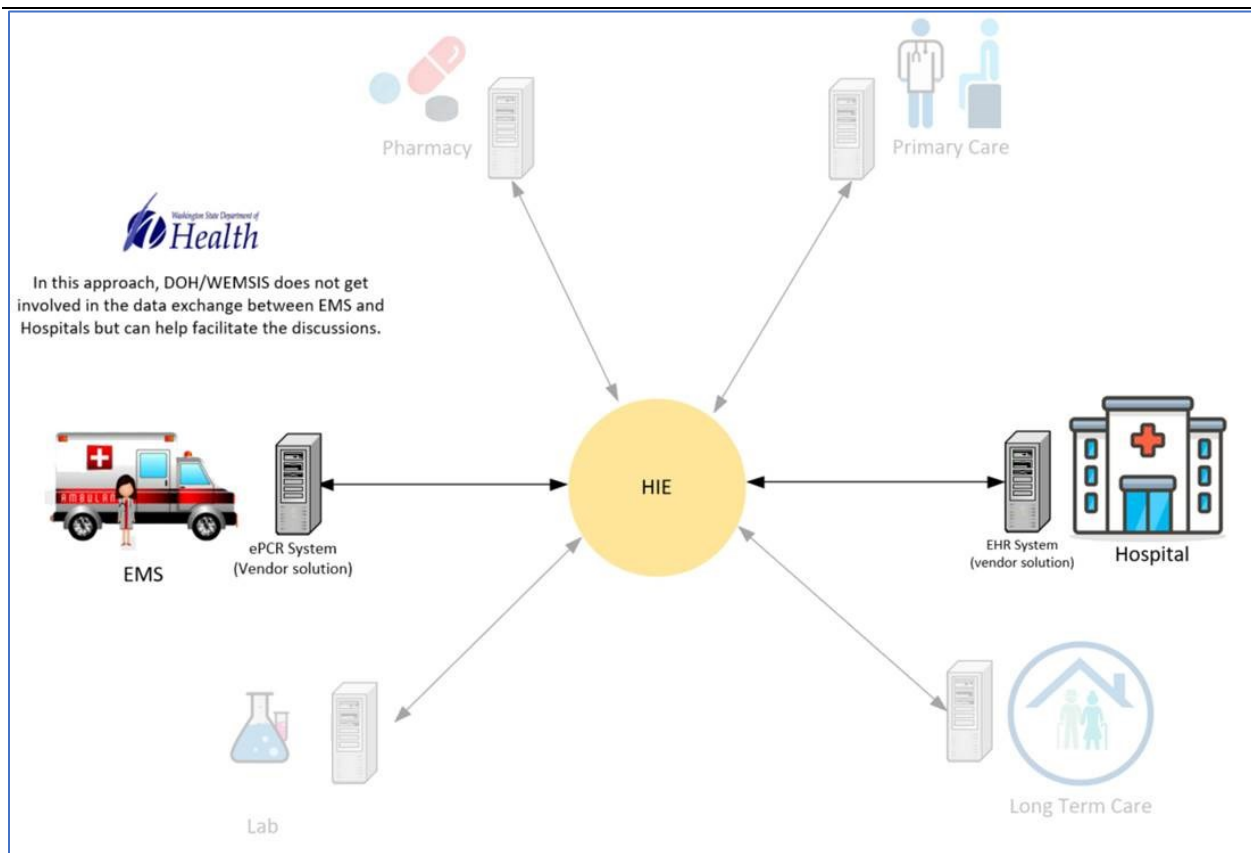 Pharmacy
Primary Care
Washington State Department of
Health
In this approach, DOH/WEMSIS does not get
involved in the data exchange between EMS and
Hospitals but can help facilitate the discussions.
HIE
AMBULAN
ePCR System
(Vendor solution)
EMS
EHR System
(vendor solution)
Hospital
Lab
Long Term Care